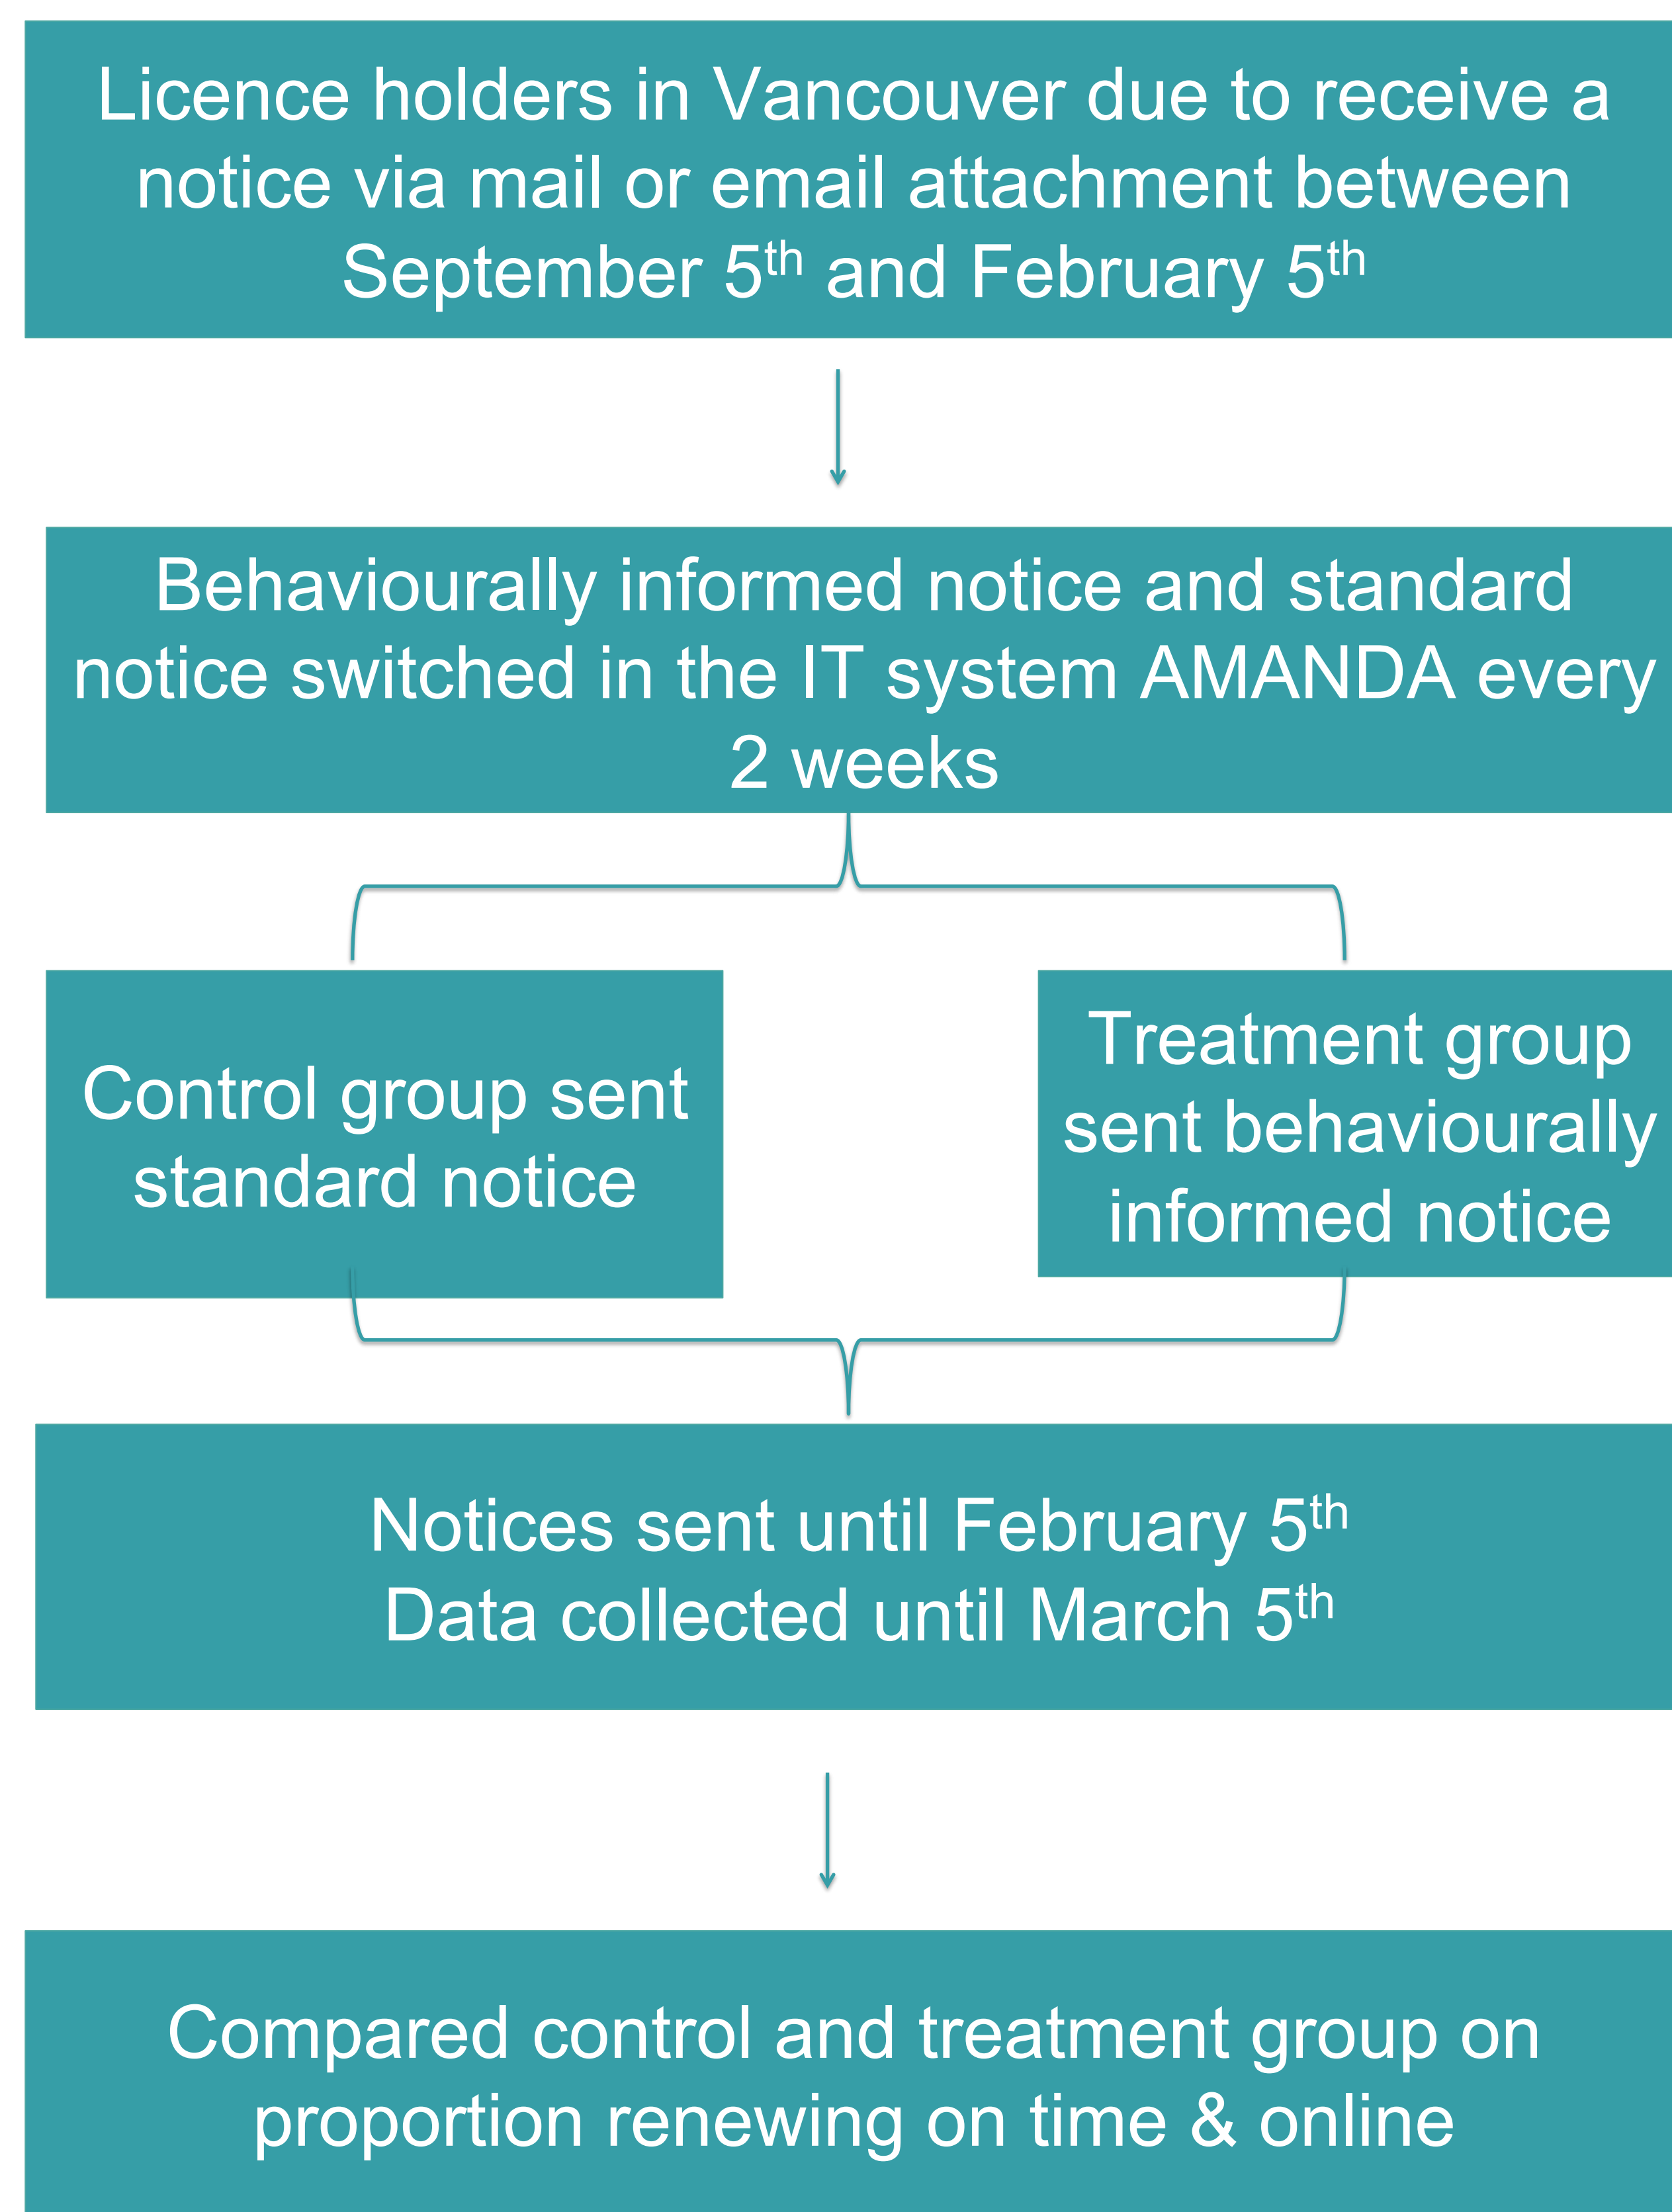 Licence holders in Vancouver due to receive a
notice via mail or email attachment between
September 5th and February 5th
Behaviourally informed notice and standard
notice switched in the IT system AMANDA every
2 weeks
Control group sent
standard notice
Treatment group
sent behaviourally
informed notice
Notices sent until February 5th
Data collected until March 5th
Compared control and treatment group on
proportion renewing on time & online